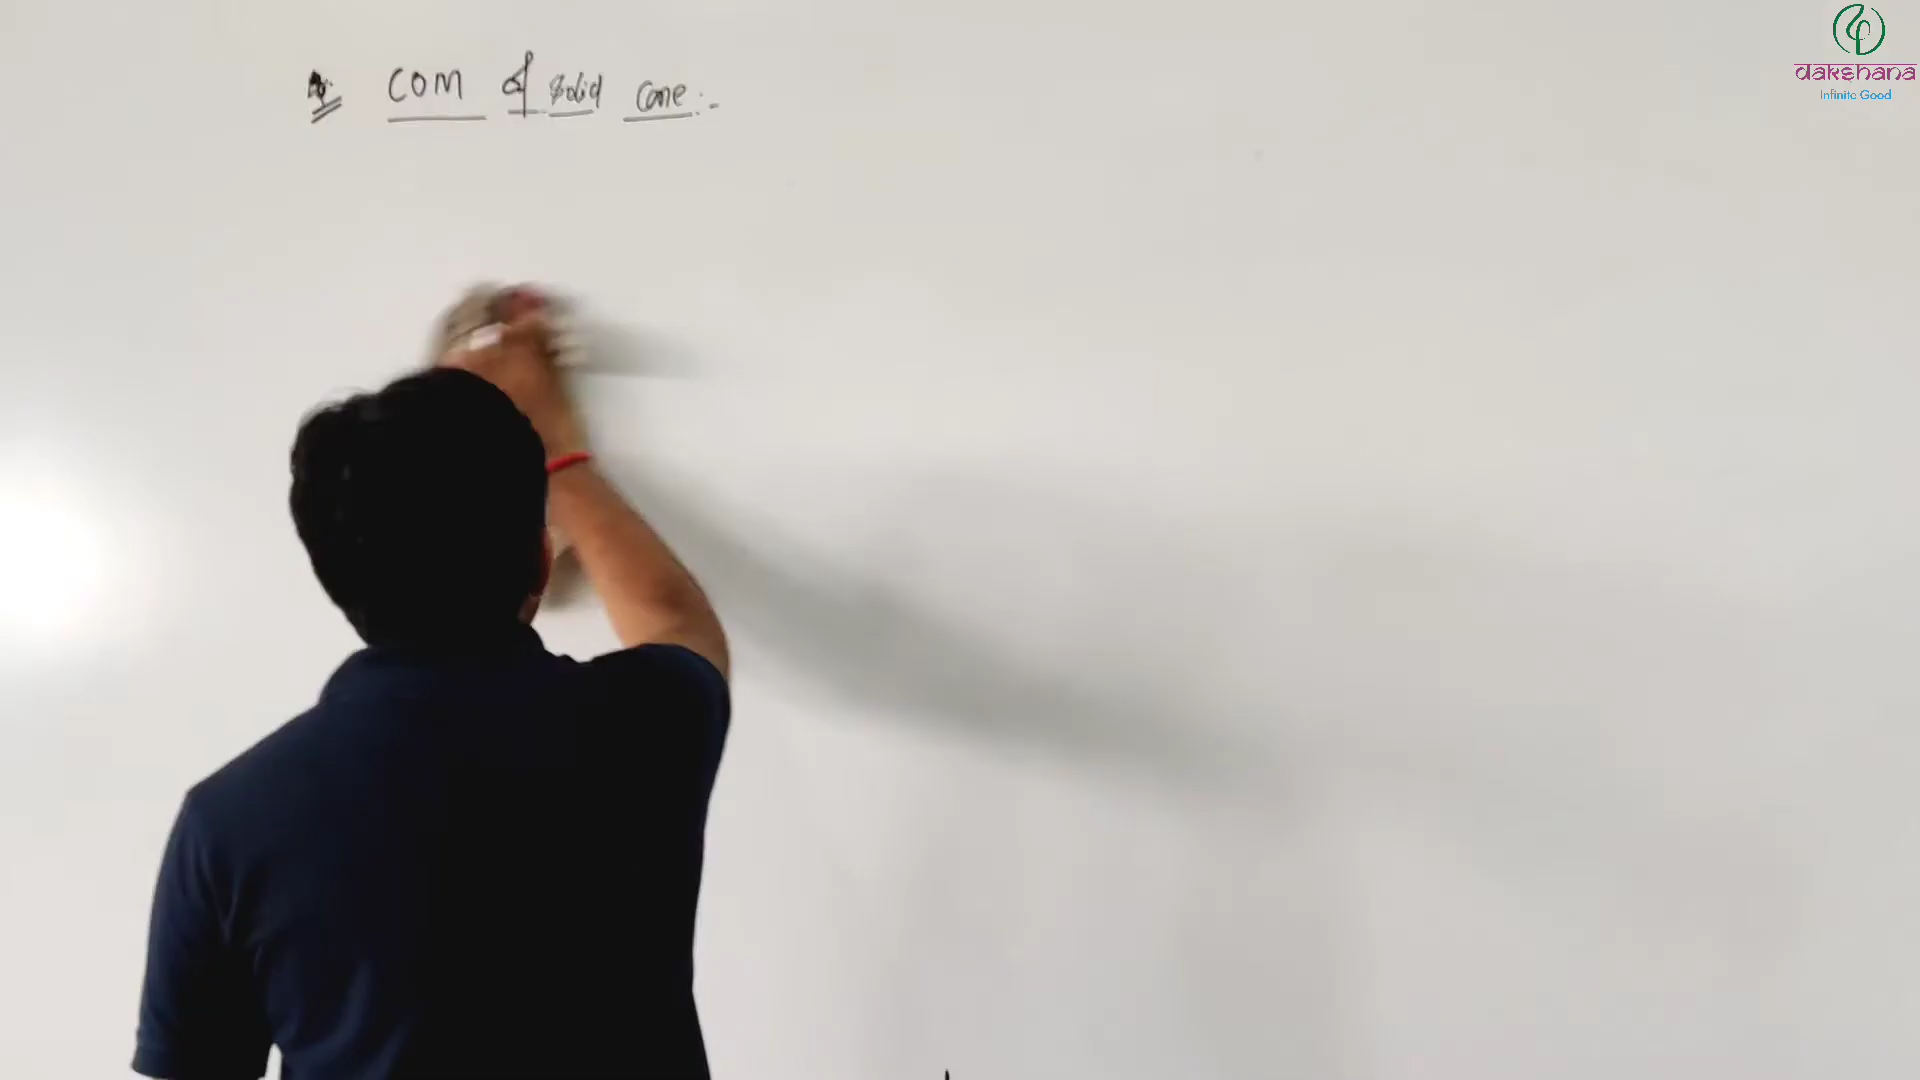 COM of solid cone :-
dakshana
Infinite Good